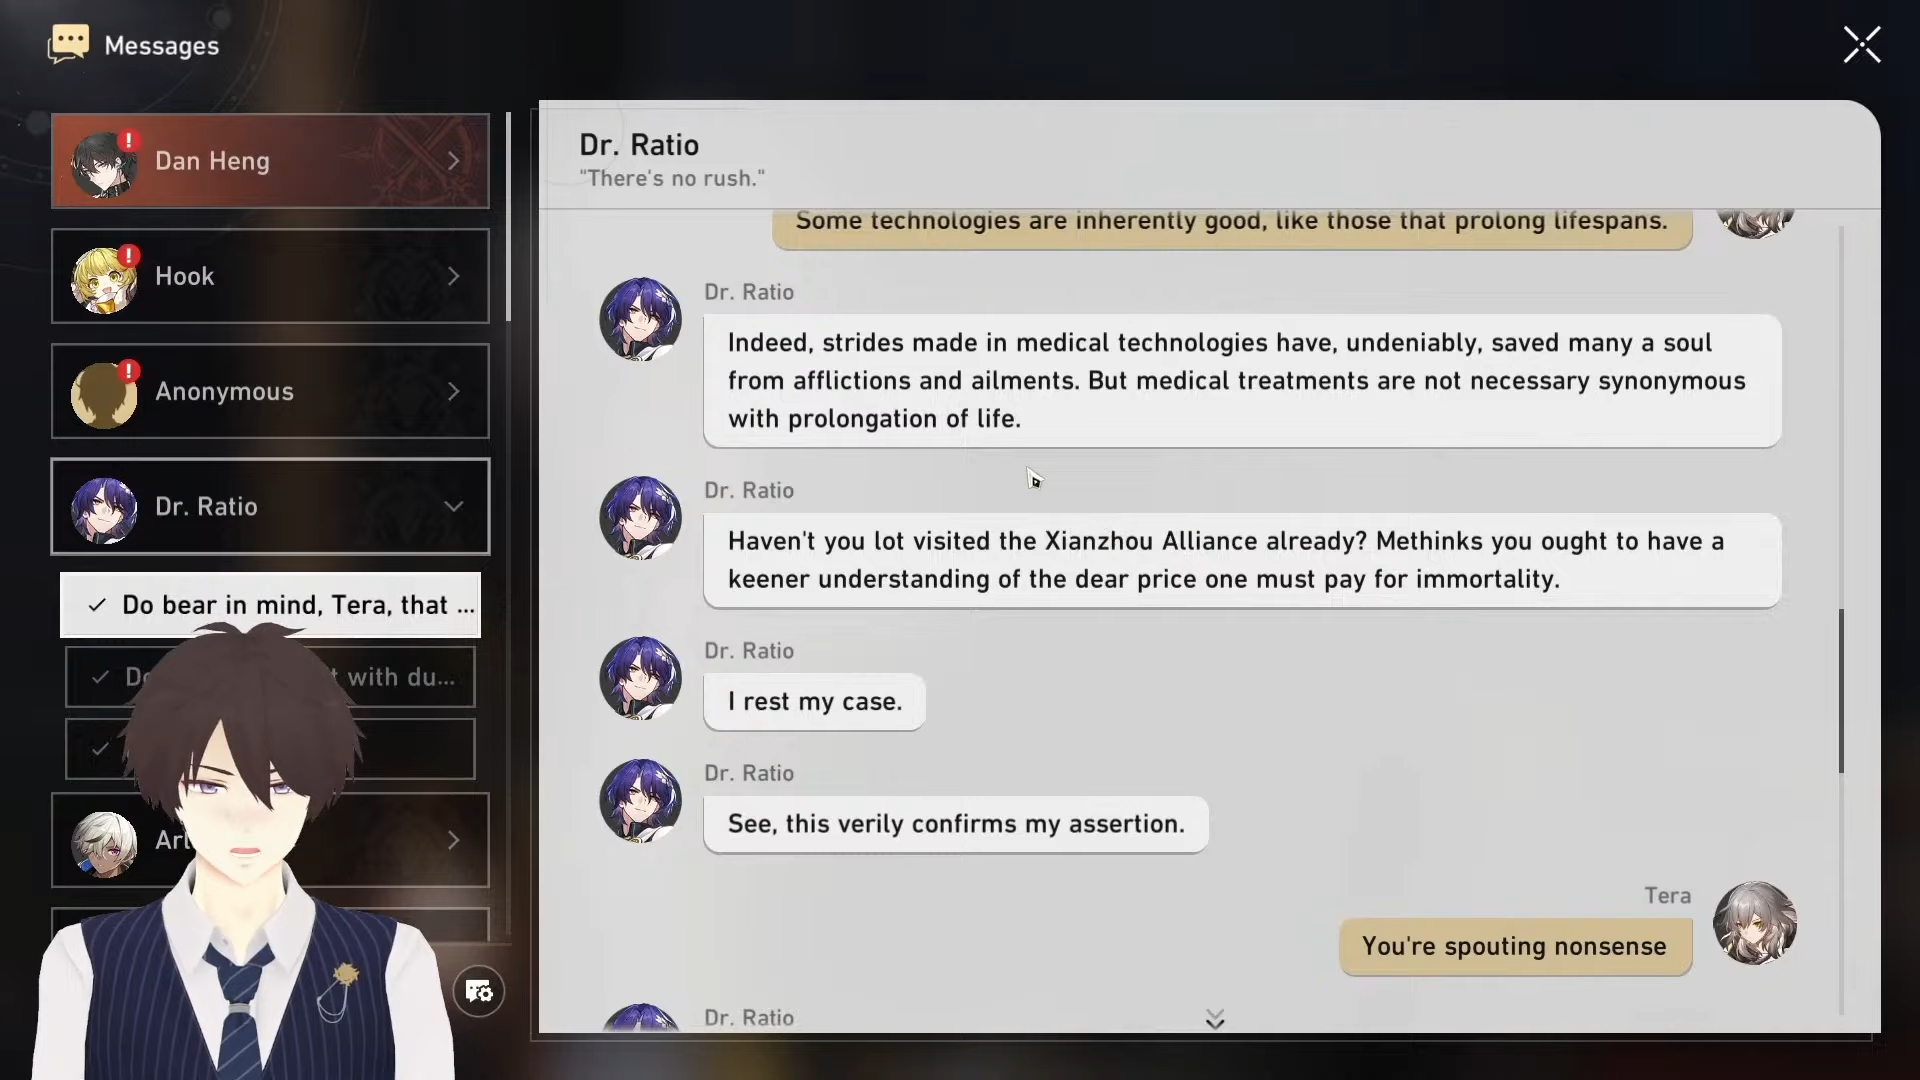 Messages
Dan Heng
Hook
Anonymous
Dr. Ratio
Do bear in mind, Tera, that ...
with du...
Dr. Ratio
"There's no rush."
Some technologies are inherently good, like those that prolong lifespans.
Dr. Ratio
Indeed, strides made in medical technologies have, undeniably, saved many a soul
from afflictions and ailments. But medical treatments are not necessary synonymous
with prolongation of life.
Dr. Ratio
Haven't you lot visited the Xianzhou Alliance already? Methinks you ought to have a
keener understanding of the dear price one must pay for immortality.
Dr. Ratio
I rest my case.
Dr. Ratio
See, this verily confirms my assertion.
Tera
You're spouting nonsense
Dr. Ratio